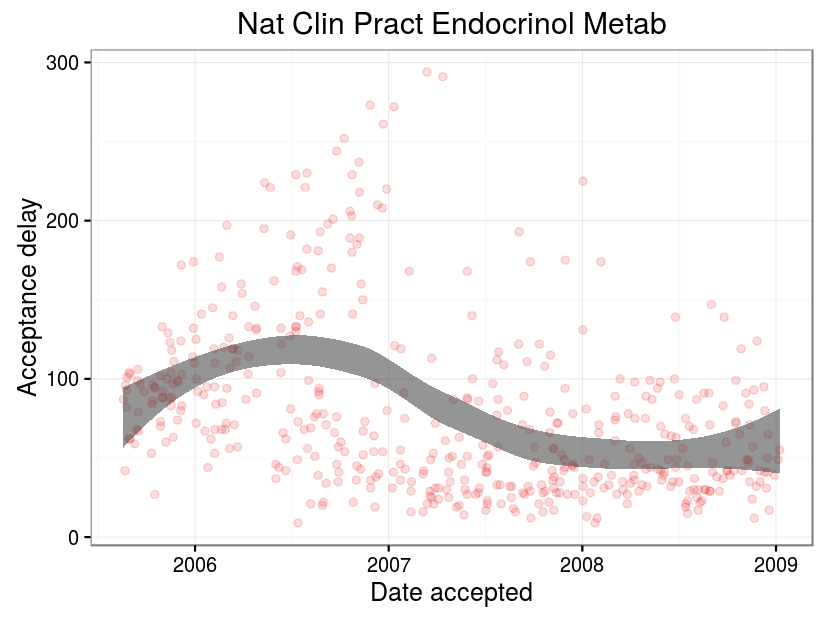 Nat Clin Pract Endocrinol Metab
300
200
100
0
Acceptance delay
2006 2007 2008 2009
Date accepted